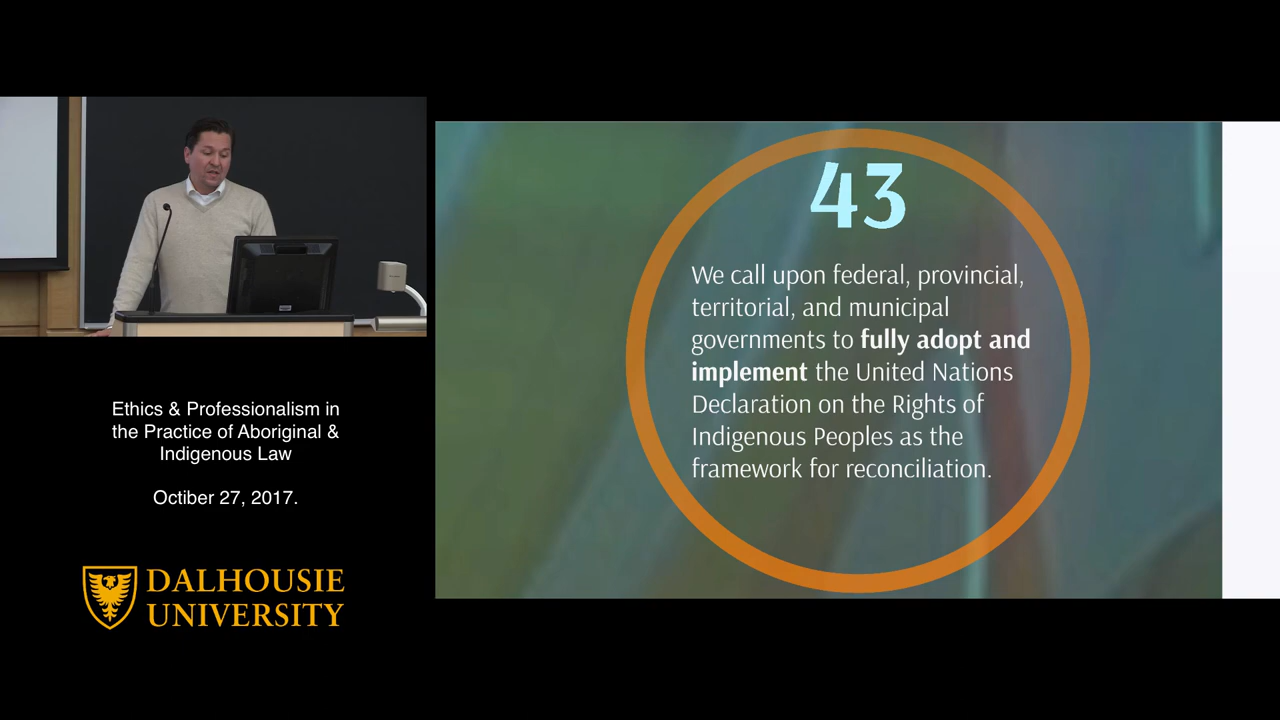 Ethics & Professionalism in
the Practice of Aboriginal &
Indigenous Law
Octiber 27, 2017.
DALHOUSIE
UNIVERSITY
43
We call upon federal, provincial,
territorial, and municipal
governments to fully adopt and
implement the United Nations
Declaration on the Rights of
Indigenous Peoples as the
framework for reconciliation.